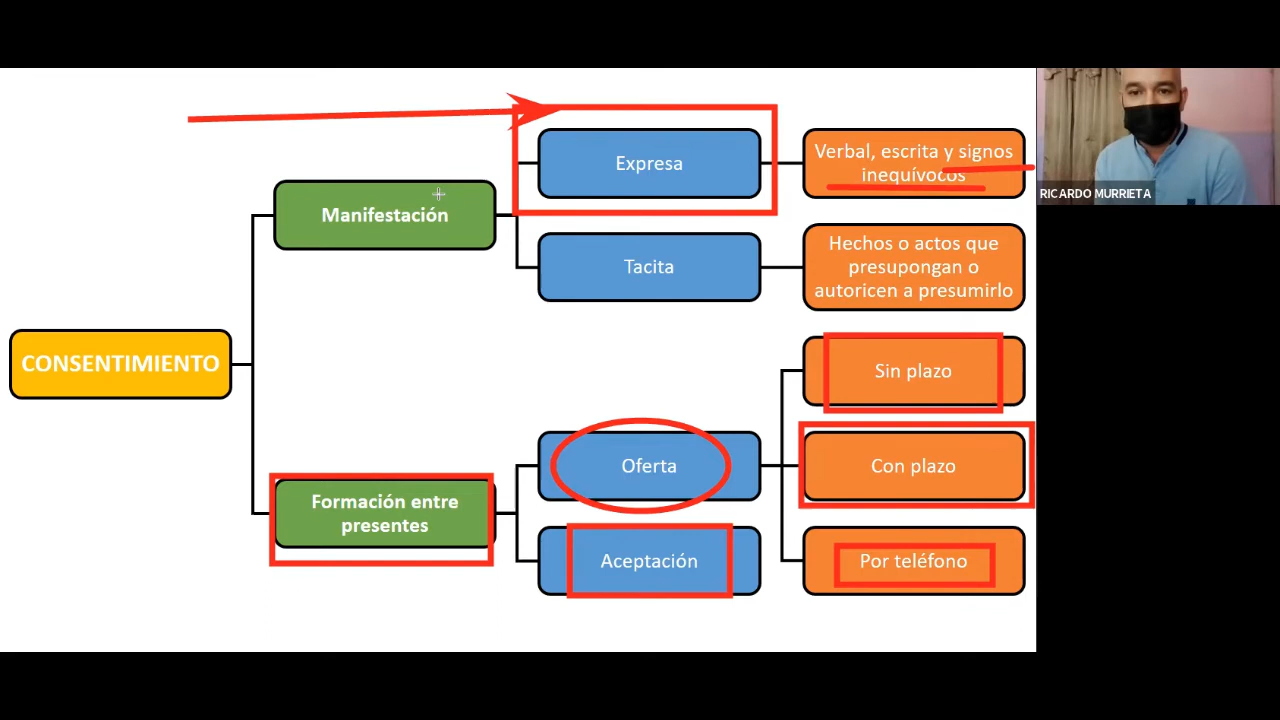 CONSENTIMIENTO
Manifestación
Expresa
Verbal, escrita y signos
inequívocos
Tacita
Hechos o actos que
presupongan o
autoricen a presumirlo
Formación entre
presentes
Oferta
Sin plazo
Con plazo
Por teléfono
Aceptación
RICARDO MURRIETA